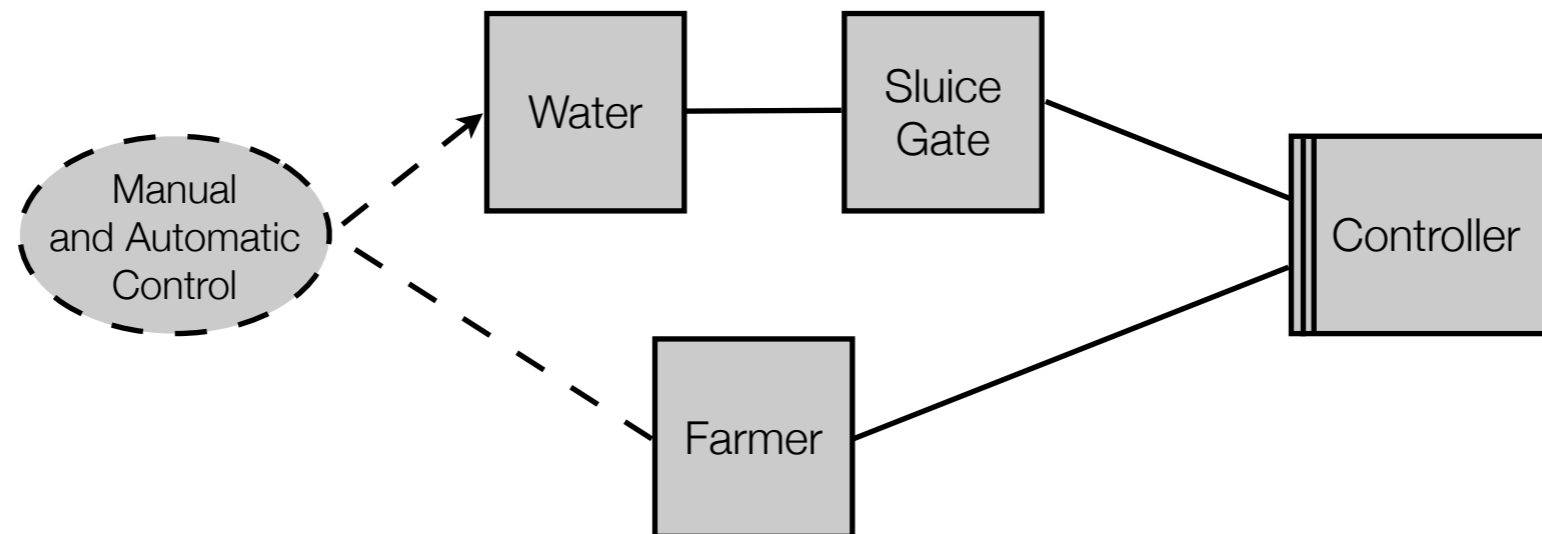 Water
Sluice
Gate
Manual
and Automatic
Control
Controller
Farmer